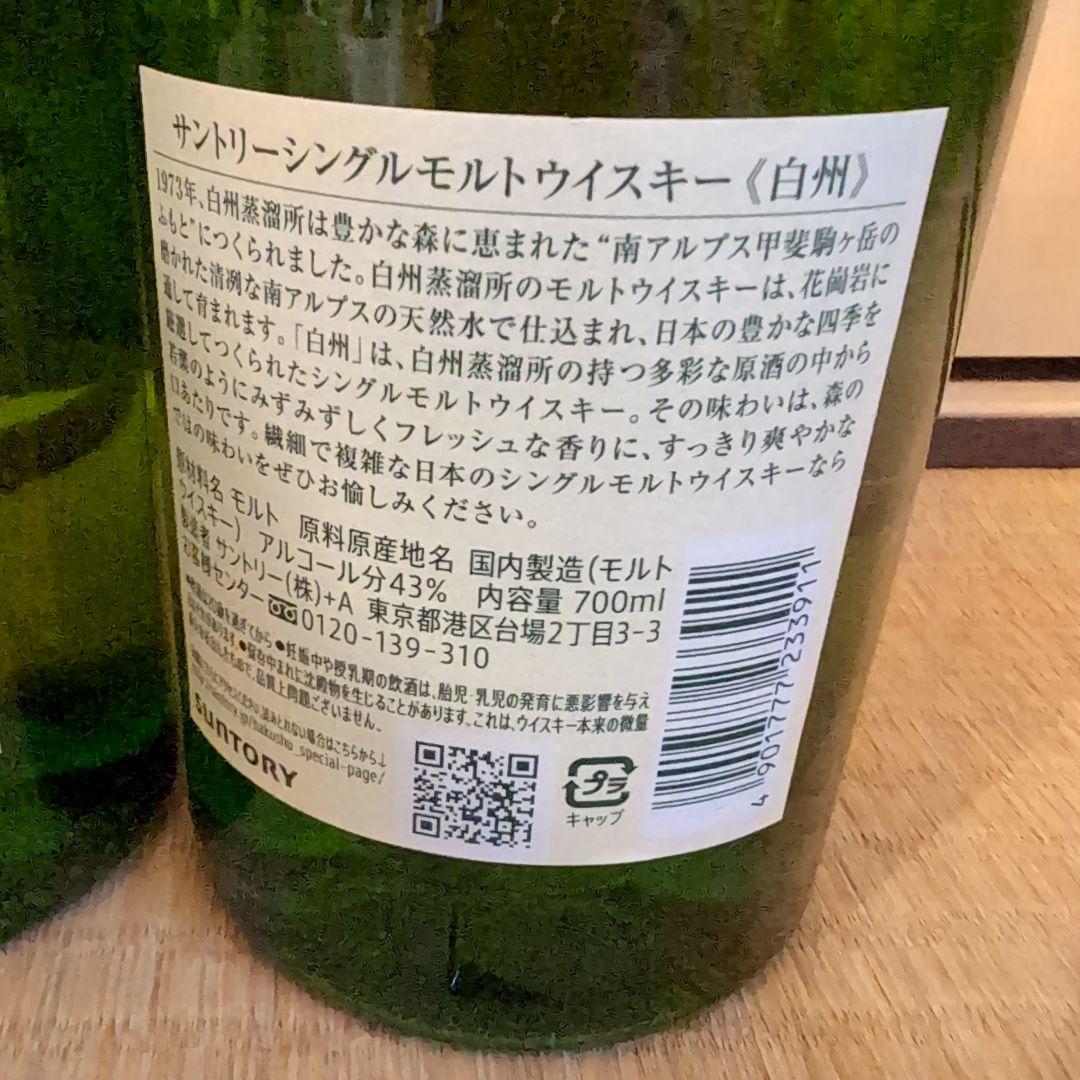 サントリーシングルモルトウイスキー《白州》
1973年、白州蒸溜所は豊かな森に恵まれた“南アルプス甲斐駒ヶ岳の
ふもと”につくられました。白州蒸溜所のモルトウイスキーは、花崗岩に
磨かれた清冽な南アルプスの天然水で仕込まれ、日本の豊かな四季を
通して育まれます。「白州」は、白州蒸溜所の持つ多彩な原酒の中から
厳選してつくられたシングルモルトウイスキー。その味わいは、森の
若葉のようにみずみずしくフレッシュな香りに、すっきり爽やかな
口あたりです。繊細で複雑な日本のシングルモルトウイスキーなら
ではの味わいをぜひお愉しみください。
原材料名 モルト 原料原産地名 国内製造(モルト
ウイスキー) アルコール分43% 内容量 700ml
製造者 サントリー(株)+A 東京都港区台場2丁目3-3
お客様センター 0120-139-310
●妊娠中や授乳期の飲酒は、胎児・乳児の発育に悪影響を与え
●保存中まれに沈殿物を生じることがあります。これは、ウイスキー本来の微量
品質上問題ございません。
読みとれない場合はこちらから↓
hakushu_special-page/
SUNTORY
プラ
キャップ
4 901777 233911